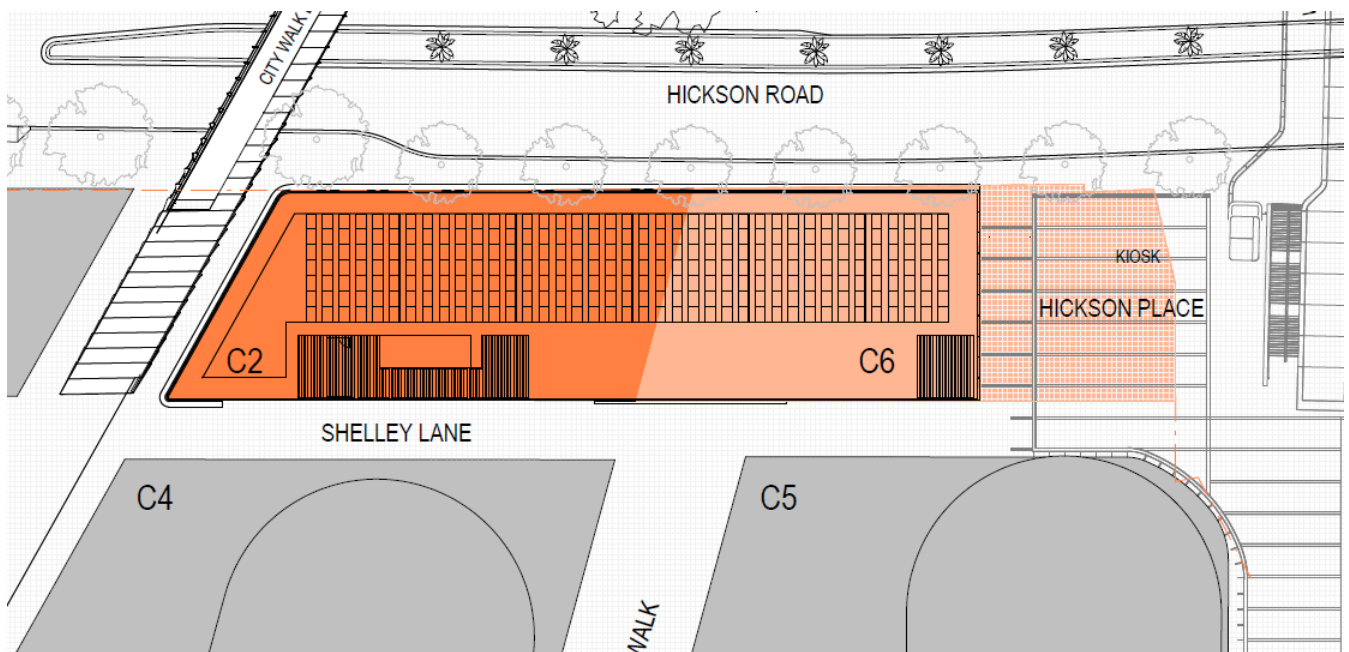 CITY WALK
HICKSON ROAD
KIOSK
HICKSON PLACE
C2
C6
SHELLEY LANE
C4
C5
WALK